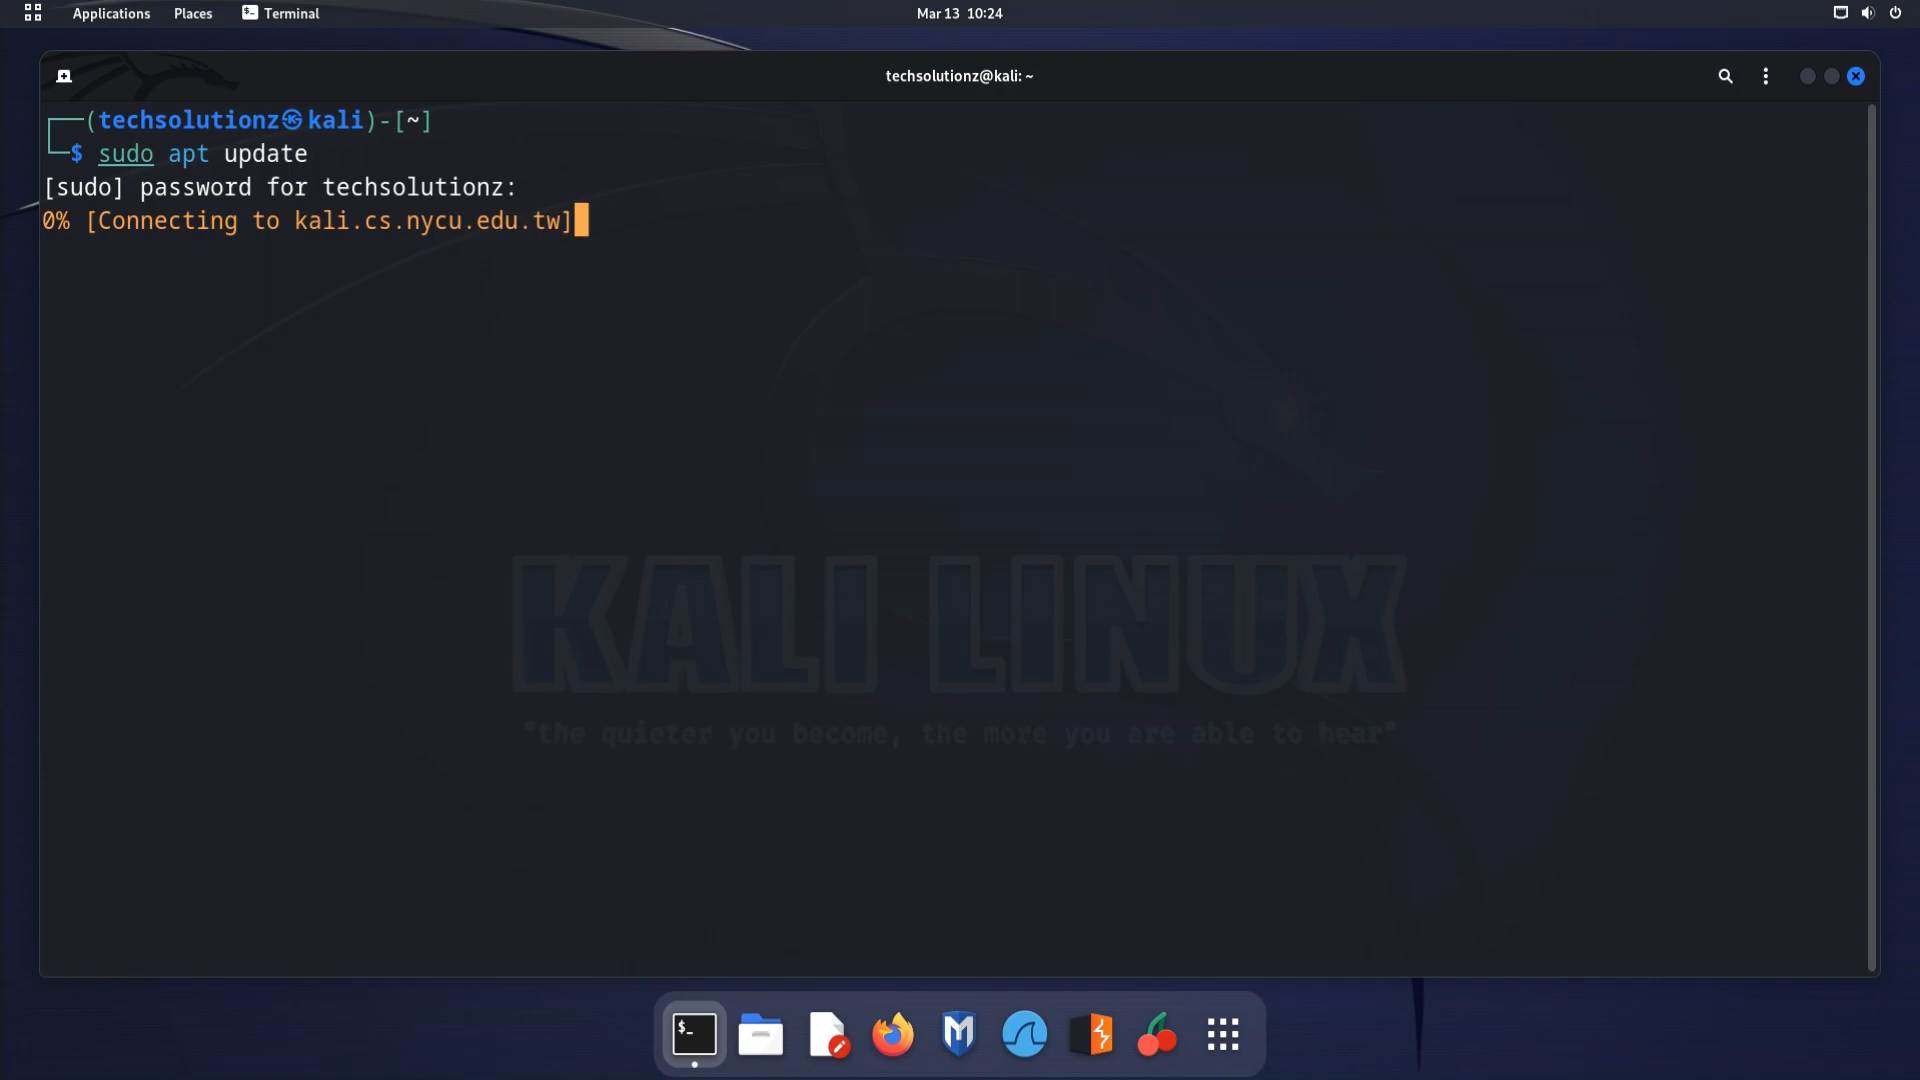 Applications Places Terminal Mar 13 10:24
techsolutionz@kali: ~
┌──(techsolutionz㉿kali)-[~]
└─$ sudo apt update
[sudo] password for techsolutionz:
0% [Connecting to kali.cs.nycu.edu.tw]
KALI LINUX
"the quieter you become, the more you are able to hear"